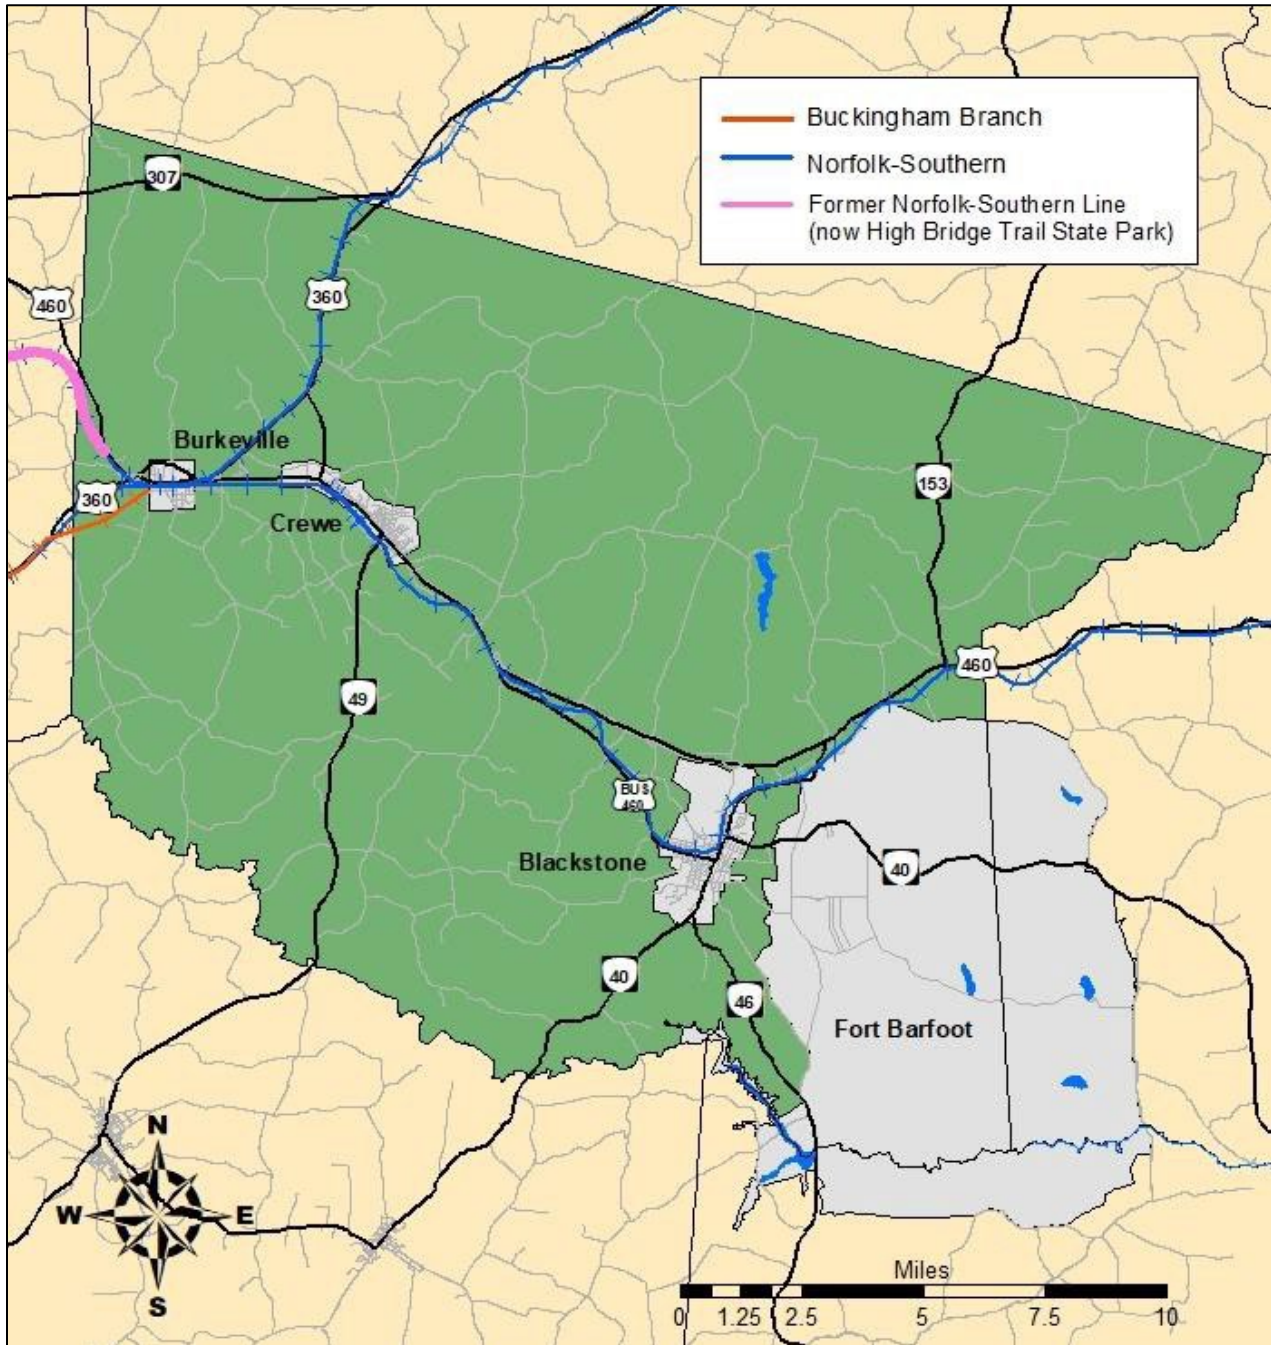 Buckingham Branch
Norfolk-Southern
Former Norfolk-Southern Line
(now High Bridge Trail State Park)
307
460
360
Burkeville
360
Crewe
153
49
460
BUS
460
Blackstone
40
40
46
Fort Barfoot
N
W
E
S
Miles
0 1.25 2.5 5 7.5 10